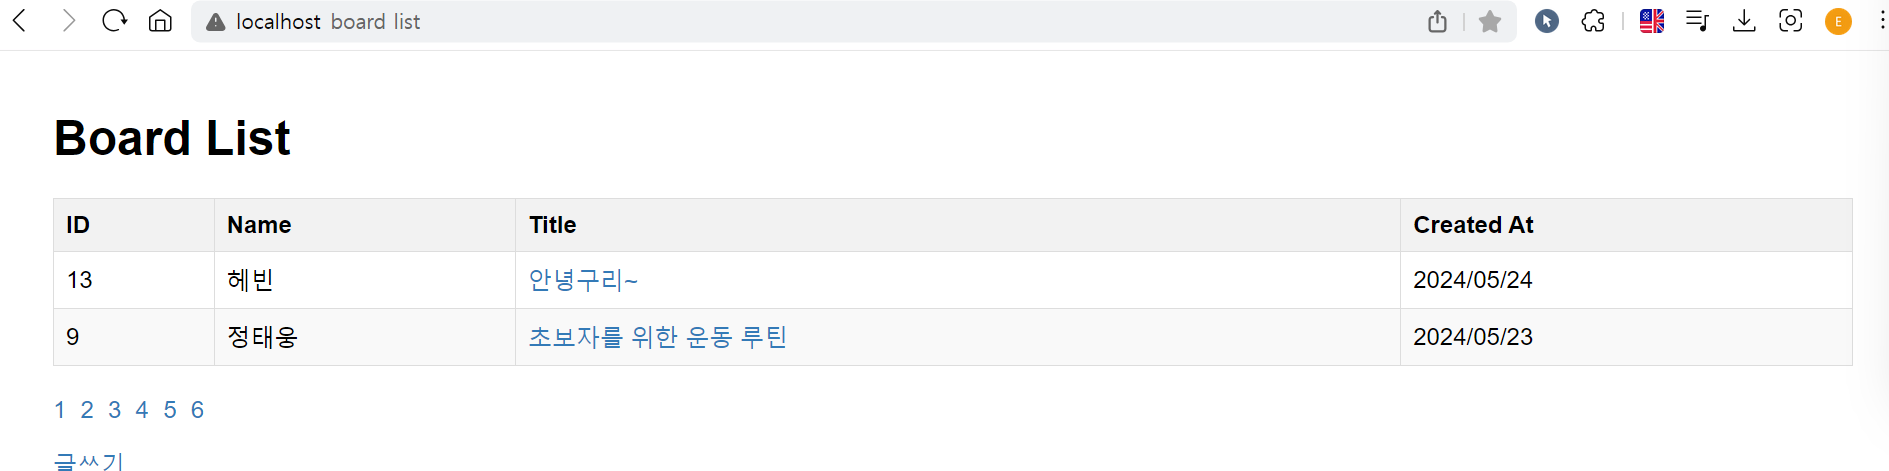 localhost board list
E
Board List
ID Name Title Created At
13 헤빈 안녕구리~ 2024/05/24
9 정태웅 초보자를 위한 운동 루틴 2024/05/23
1 2 3 4 5 6
글쓰기